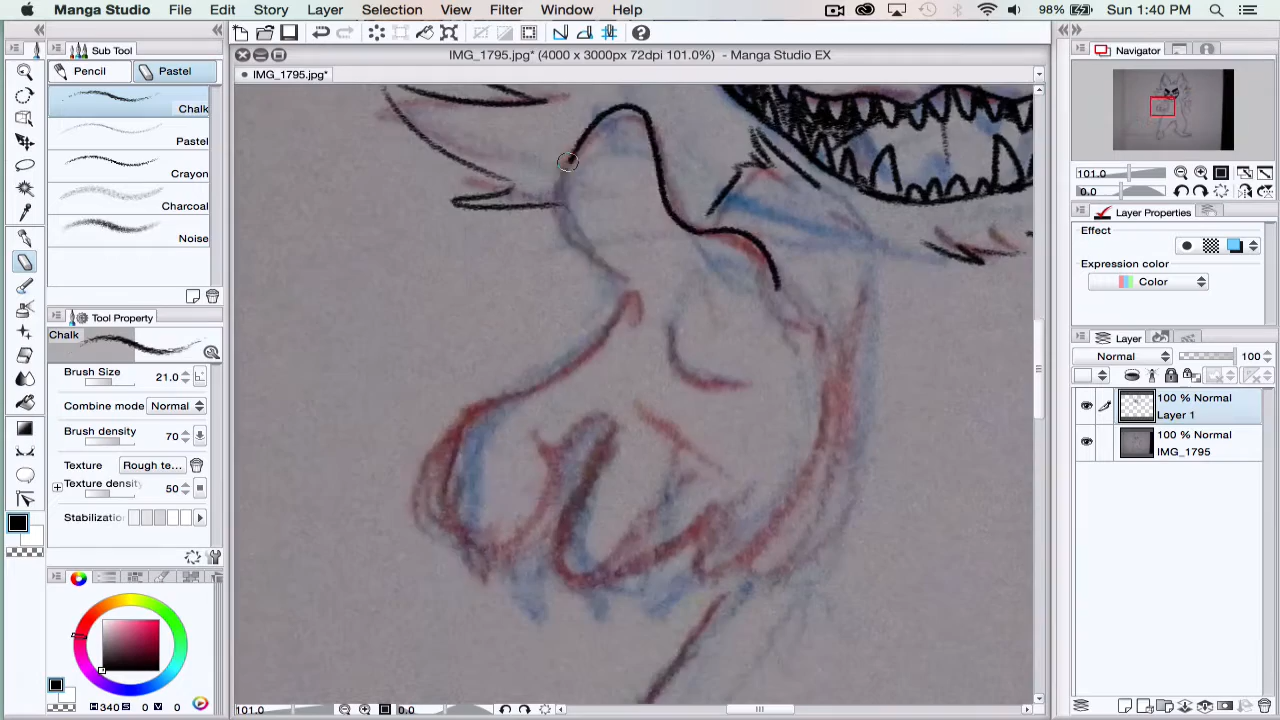 Manga Studio File Edit Story Layer Selection View Filter Window Help 98% Sun 1:40 PM
IMG_1795.jpg* (4000 x 3000px 72dpi 101.0%) - Manga Studio EX
IMG_1795.jpg*
Sub Tool
Pencil
Pastel
Chalk
Pastel
Crayon
Charcoal
Noise
Tool Property
Chalk
Brush Size 21.0
Combine mode Normal
Brush density 70
Texture Rough te...
Texture density 50
Stabilization
H 340 S 0 V 0
101.0 0.0
Navigator
101.0
0.0
Layer Properties
Effect
Expression color
Color
Layer
Normal 100
100 % Normal
Layer 1
100 % Normal
IMG_1795